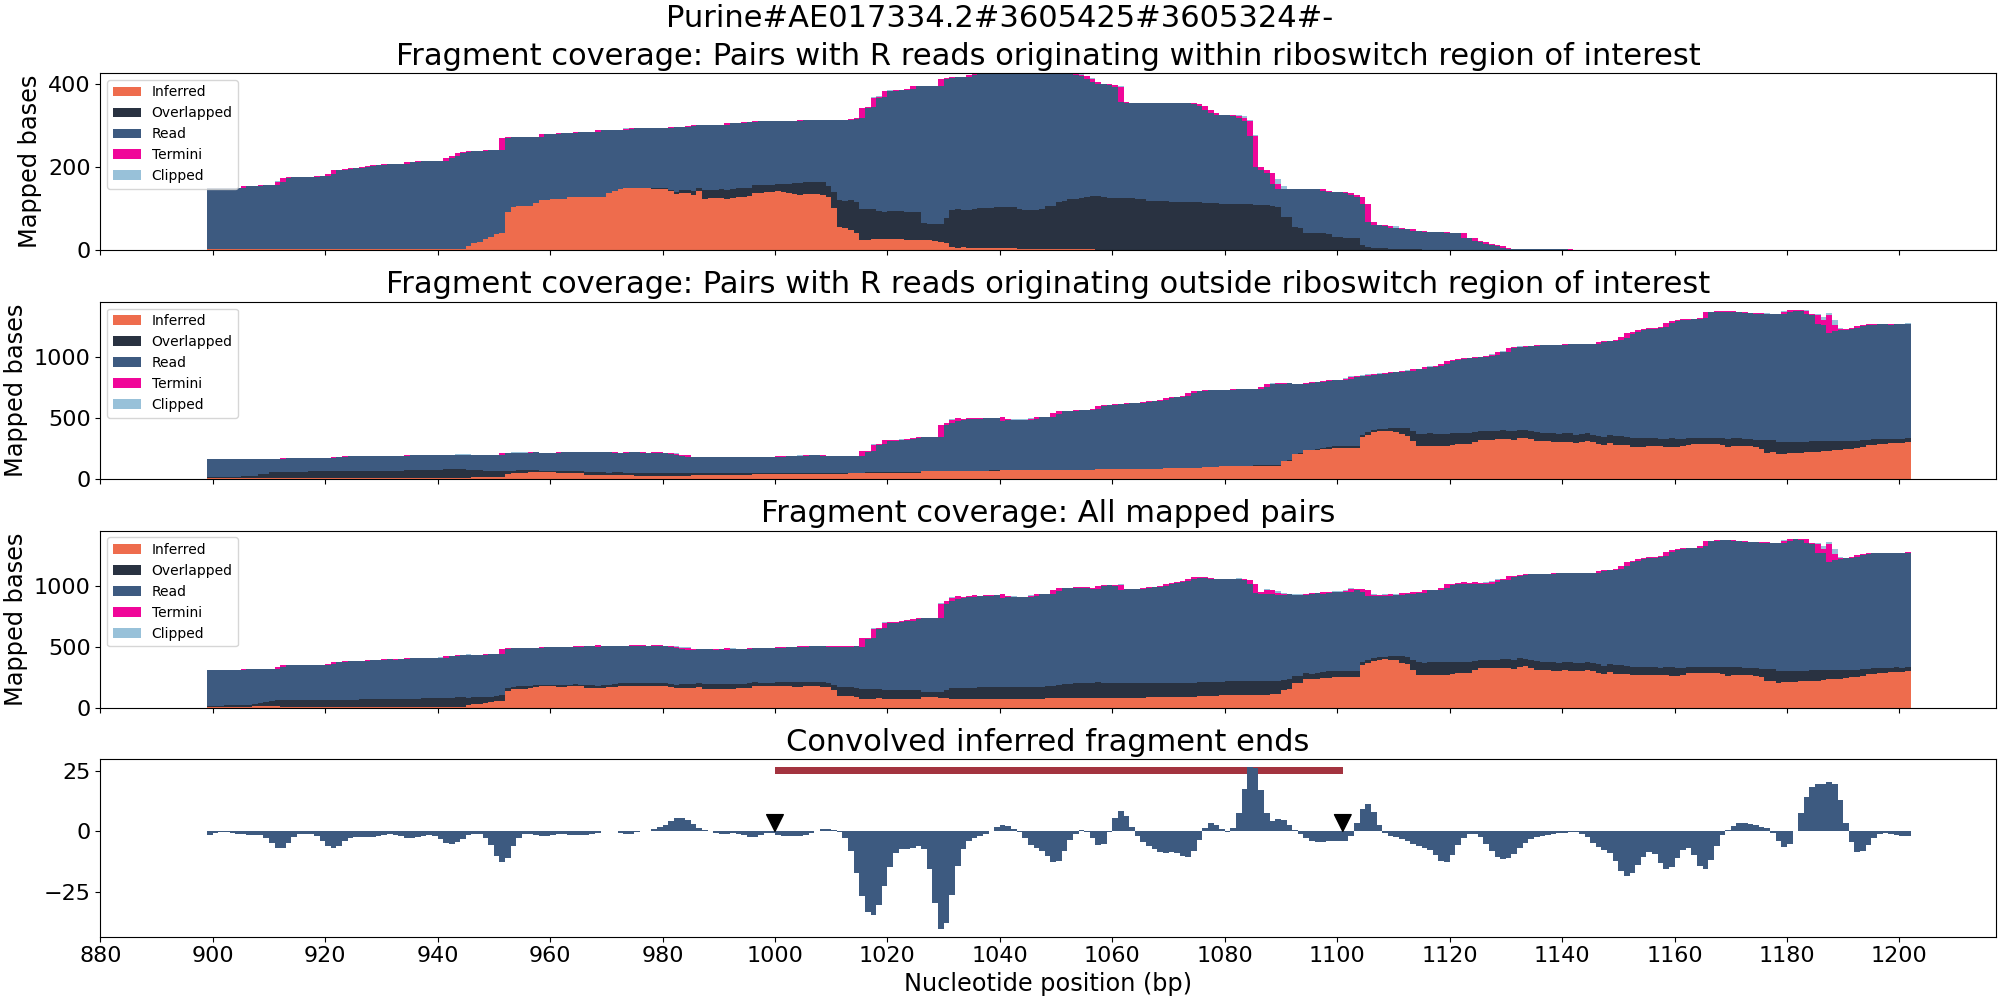 Purine#AE017334.2#3605425#3605324#-
Fragment coverage: Pairs with R reads originating within riboswitch region of interest
Mapped bases
400
200
0
Inferred
Overlapped
Read
Termini
Clipped
Fragment coverage: Pairs with R reads originating outside riboswitch region of interest
Mapped bases
1000
500
0
Inferred
Overlapped
Read
Termini
Clipped
Fragment coverage: All mapped pairs
Mapped bases
1000
500
0
Inferred
Overlapped
Read
Termini
Clipped
Convolved inferred fragment ends
25
0
−25
880 900 920 940 960 980 1000 1020 1040 1060 1080 1100 1120 1140 1160 1180 1200
Nucleotide position (bp)